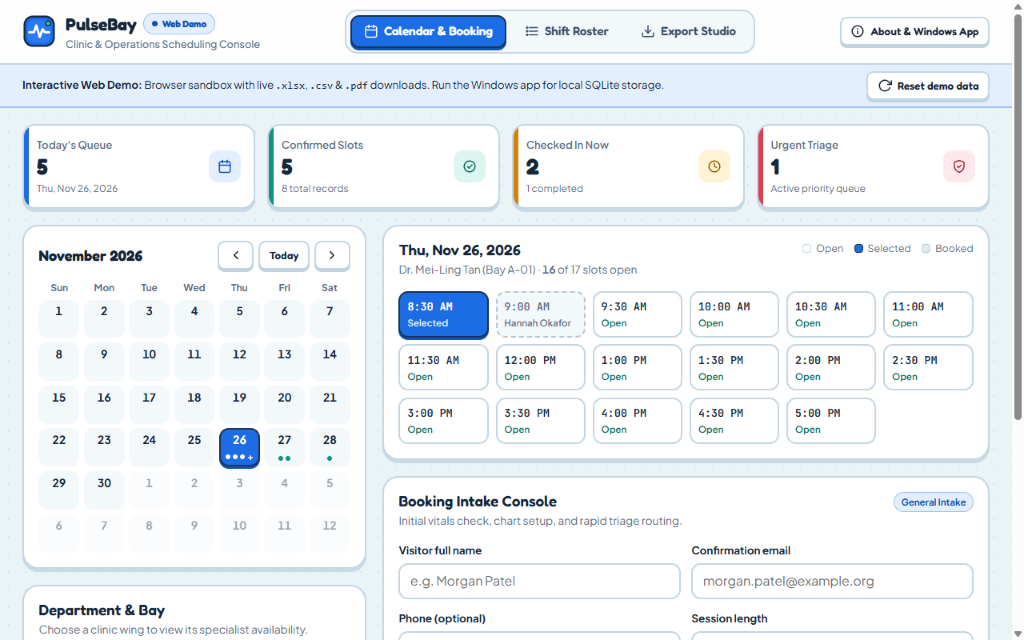 PulseBay
Web Demo
Clinic & Operations Scheduling Console
Calendar & Booking
Shift Roster
Export Studio
About & Windows App
Interactive Web Demo: Browser sandbox with live .xlsx, .csv & .pdf downloads. Run the Windows app for local SQLite storage.
Reset demo data
Today's Queue
5
Thu, Nov 26, 2026
Confirmed Slots
5
8 total records
Checked In Now
2
1 completed
Urgent Triage
1
Active priority queue
November 2026
Today
Sun Mon Tue Wed Thu Fri Sat
1 2 3 4 5 6 7
8 9 10 11 12 13 14
15 16 17 18 19 20 21
22 23 24 25 26 27 28
29 30 1 2 3 4 5
6 7 8 9 10 11 12
Department & Bay
Choose a clinic wing to view its specialist availability.
Thu, Nov 26, 2026
Open Selected Booked
Dr. Mei-Ling Tan (Bay A-01) · 16 of 17 slots open
8:30 AM 9:00 AM 9:30 AM 10:00 AM 10:30 AM 11:00 AM
Selected Hannah Okafor Open Open Open Open
11:30 AM 12:00 PM 1:00 PM 1:30 PM 2:00 PM 2:30 PM
Open Open Open Open Open Open
3:00 PM 3:30 PM 4:00 PM 4:30 PM 5:00 PM
Open Open Open Open Open
Booking Intake Console
General Intake
Initial vitals check, chart setup, and rapid triage routing.
Visitor full name Confirmation email
e.g. Morgan Patel morgan.patel@example.org
Phone (optional) Session length